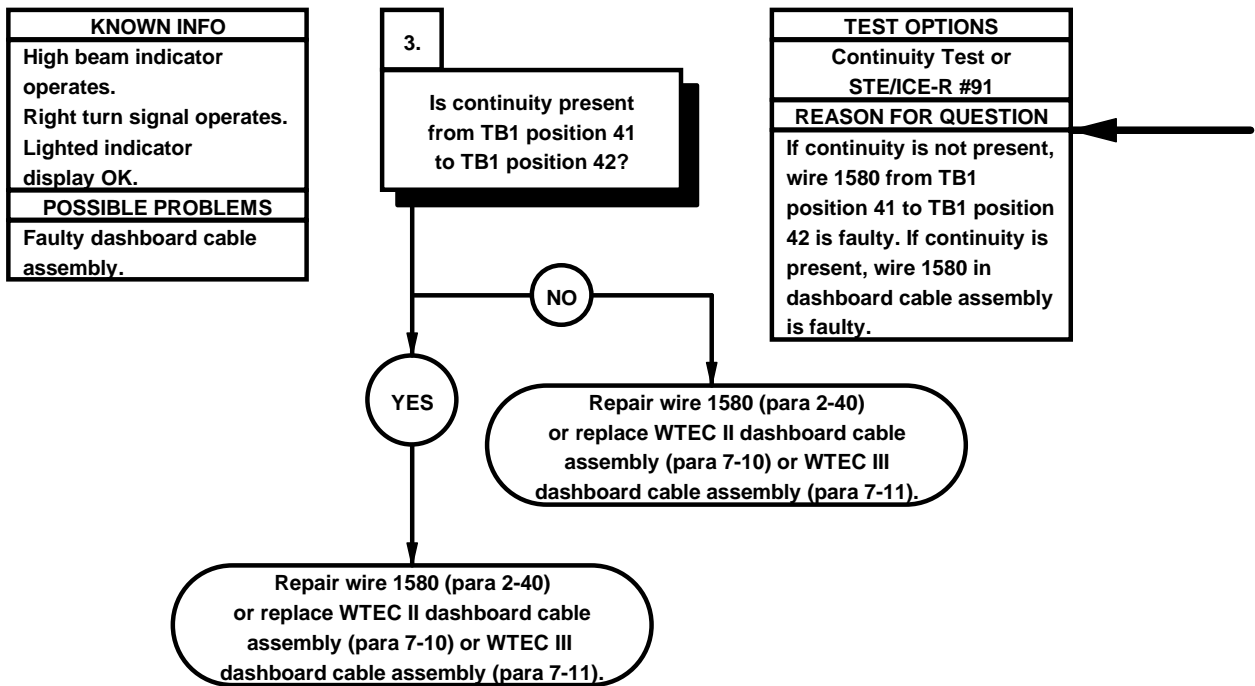 KNOWN INFO
High beam indicator
operates.
Right turn signal operates.
Lighted indicator
display OK.
POSSIBLE PROBLEMS
Faulty dashboard cable
assembly.
3.
Is continuity present
from TB1 position 41
to TB1 position 42?
TEST OPTIONS
Continuity Test or
STE/ICE-R #91
REASON FOR QUESTION
If continuity is not present,
wire 1580 from TB1
position 41 to TB1 position
42 is faulty. If continuity is
present, wire 1580 in
dashboard cable assembly
is faulty.
NO
YES
Repair wire 1580 (para 2-40)
or replace WTEC II dashboard cable
assembly (para 7-10) or WTEC III
dashboard cable assembly (para 7-11).
Repair wire 1580 (para 2-40)
or replace WTEC II dashboard cable
assembly (para 7-10) or WTEC III
dashboard cable assembly (para 7-11).